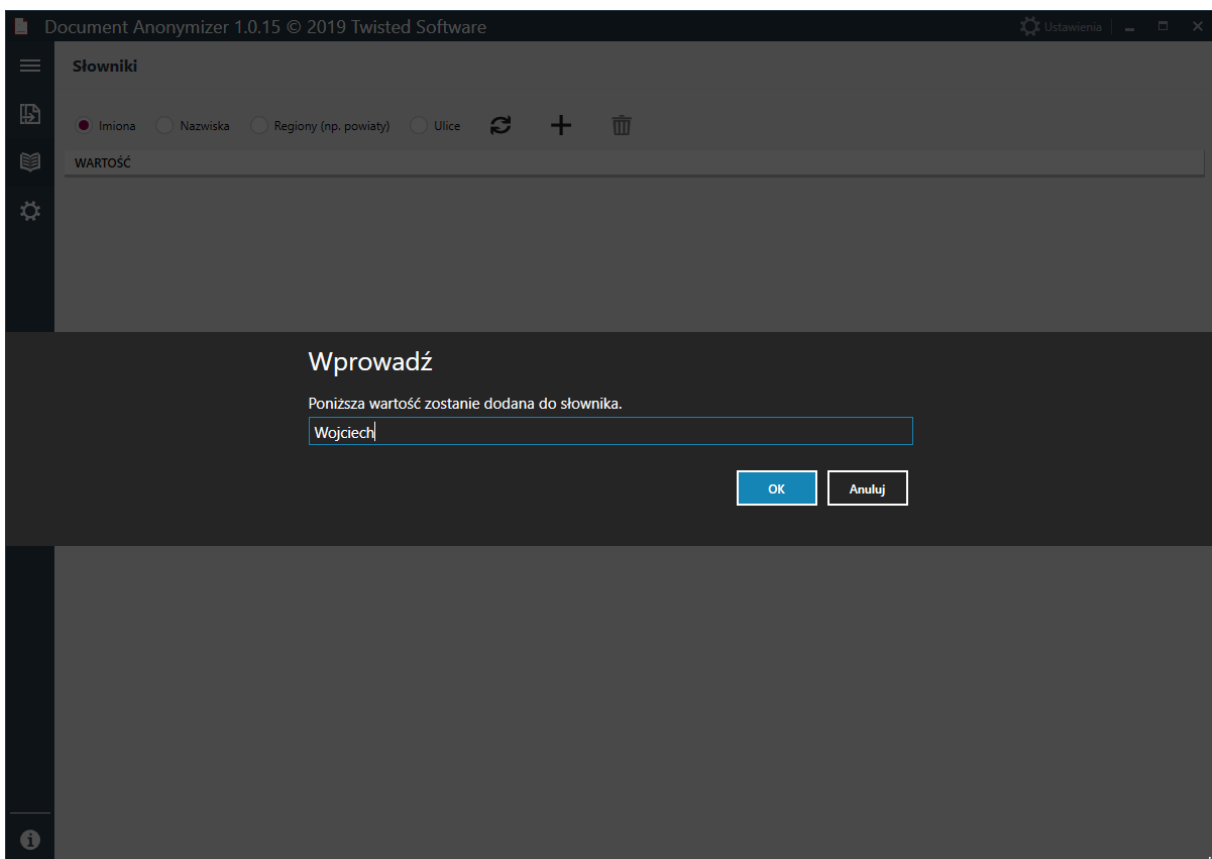 Document Anonymizer 1.0.15 © 2019 Twisted Software
Ustawienia
Słowniki
Imiona Nazwiska Regiony (np. powiaty) Ulice
WARTOŚĆ
Wprowadź
Poniższa wartość zostanie dodana do słownika.
Wojciech
OK Anuluj